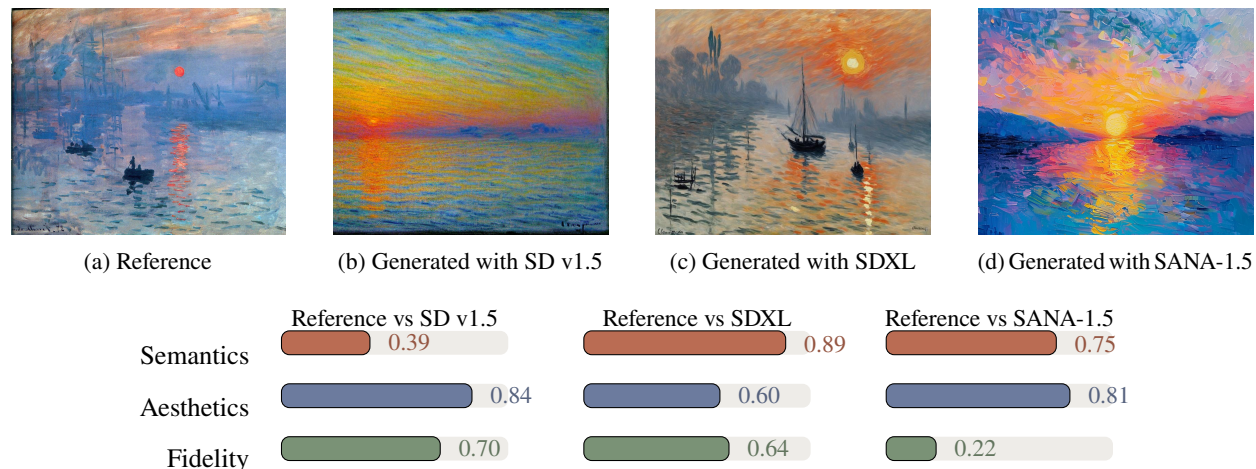 (a) Reference
(b) Generated with SD v1.5
(c) Generated with SDXL
(d) Generated with SANA-1.5
Reference vs SD v1.5
Reference vs SDXL
Reference vs SANA-1.5
Semantics
0.39
0.89
0.75
Aesthetics
0.84
0.60
0.81
Fidelity
0.70
0.64
0.22